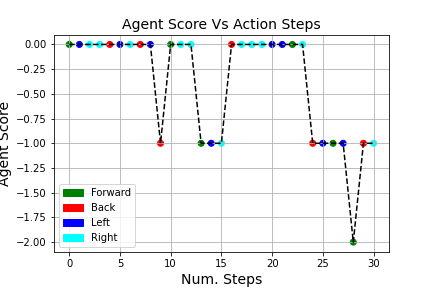 Agent Score Vs Action Steps
Agent Score
0.00
−0.25
−0.50
−0.75
−1.00
−1.25
−1.50
−1.75
−2.00
Forward
Back
Left
Right
0 5 10 15 20 25 30
Num. Steps